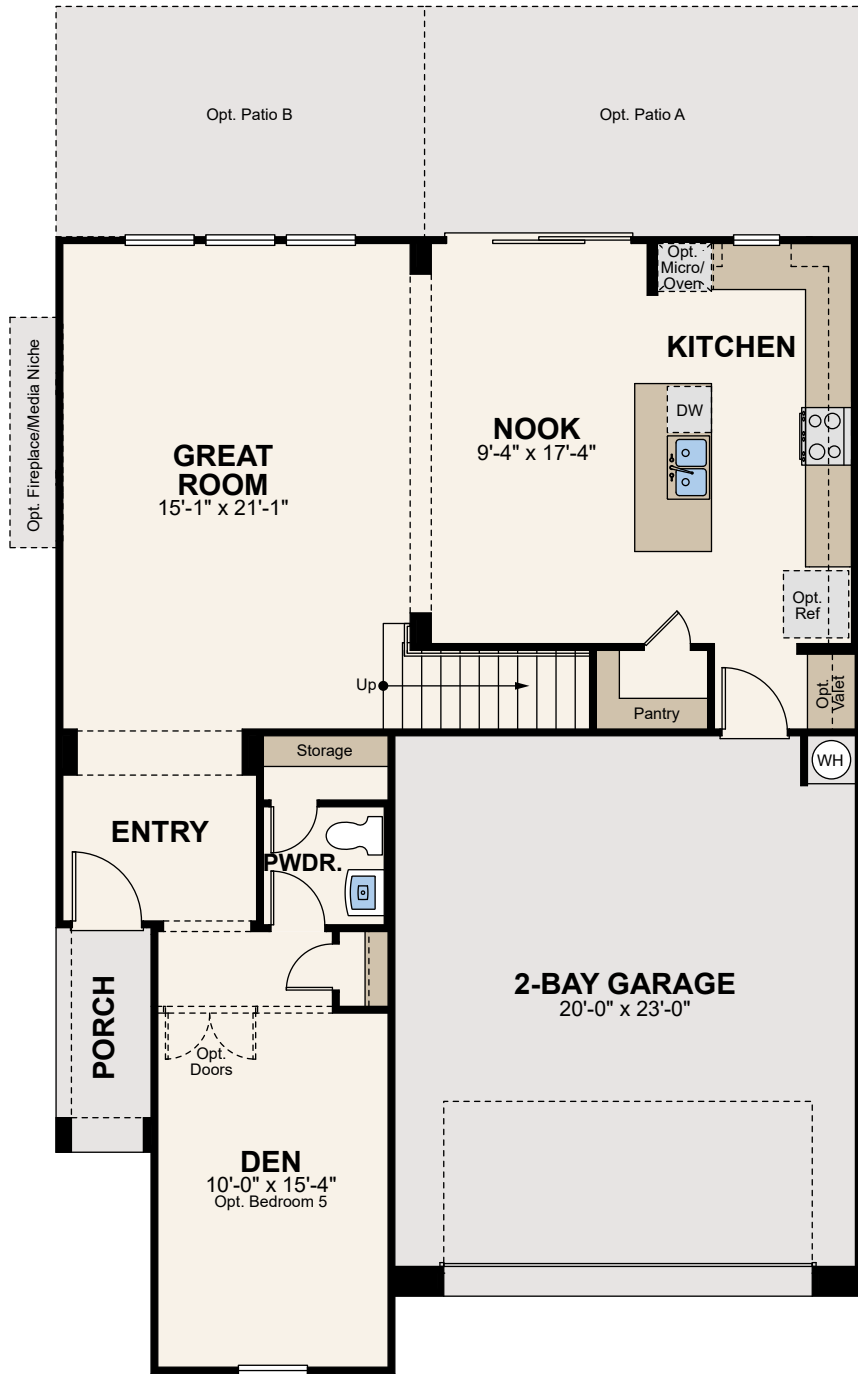 Opt. Patio B
Opt. Patio A
Opt.
Micro/
Oven
KITCHEN
Opt. Fireplace/Media Niche
DW
NOOK
9'-4" x 17'-4"
GREAT
ROOM
15'-1" x 21'-1"
Opt.
Ref
Up
Pantry
Opt.
Valet
Storage
WH
ENTRY
PWDR.
PORCH
2-BAY GARAGE
20'-0" x 23'-0"
Opt.
Doors
DEN
10'-0" x 15'-4"
Opt. Bedroom 5